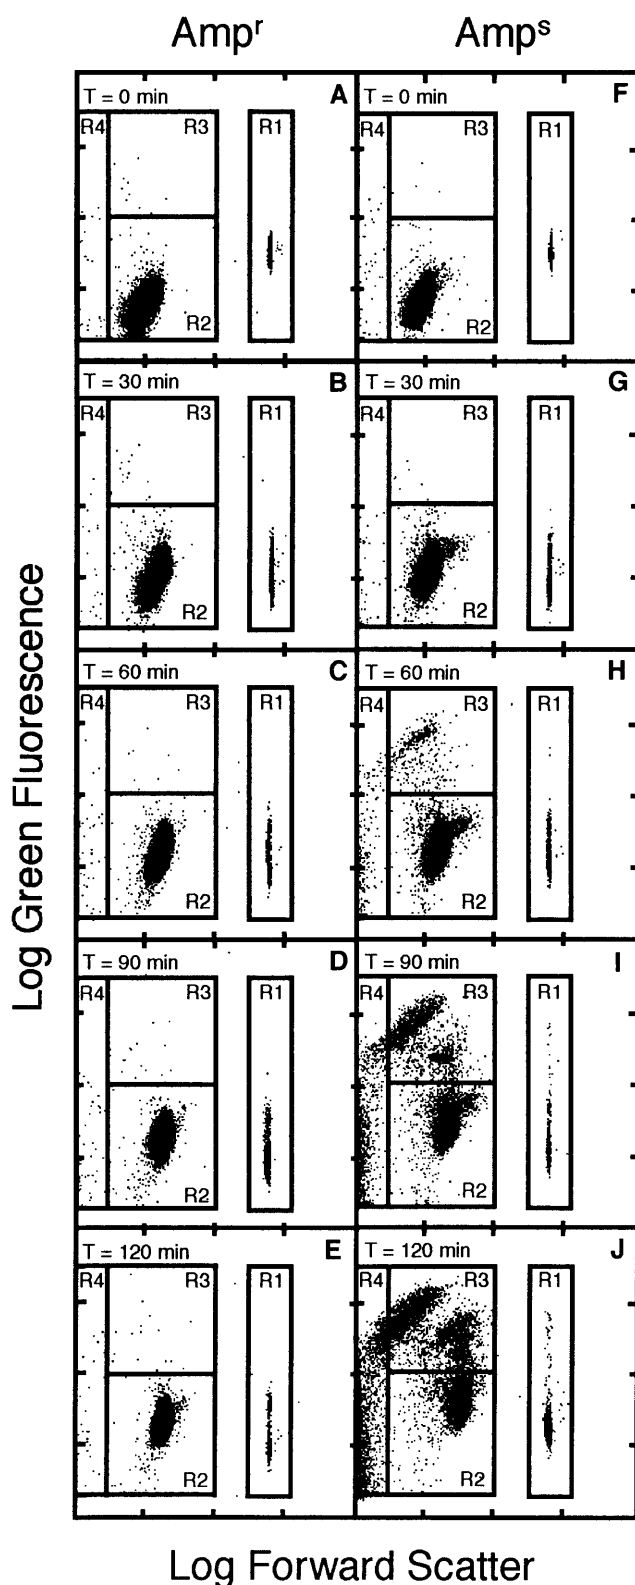 Ampʳ Ampˢ
T = 0 min A T = 0 min F
R4 R3 R1 R4 R3 R1
R2 R2
T = 30 min B T = 30 min G
R4 R3 R1 R4 R3 R1
R2 R2
T = 60 min C T = 60 min H
R4 R3 R1 R4 R3 R1
R2 R2
T = 90 min D T = 90 min I
R4 R3 R1 R4 R3 R1
R2 R2
T = 120 min E T = 120 min J
R4 R3 R1 R4 R3 R1
R2 R2
Log Green Fluorescence
Log Forward Scatter